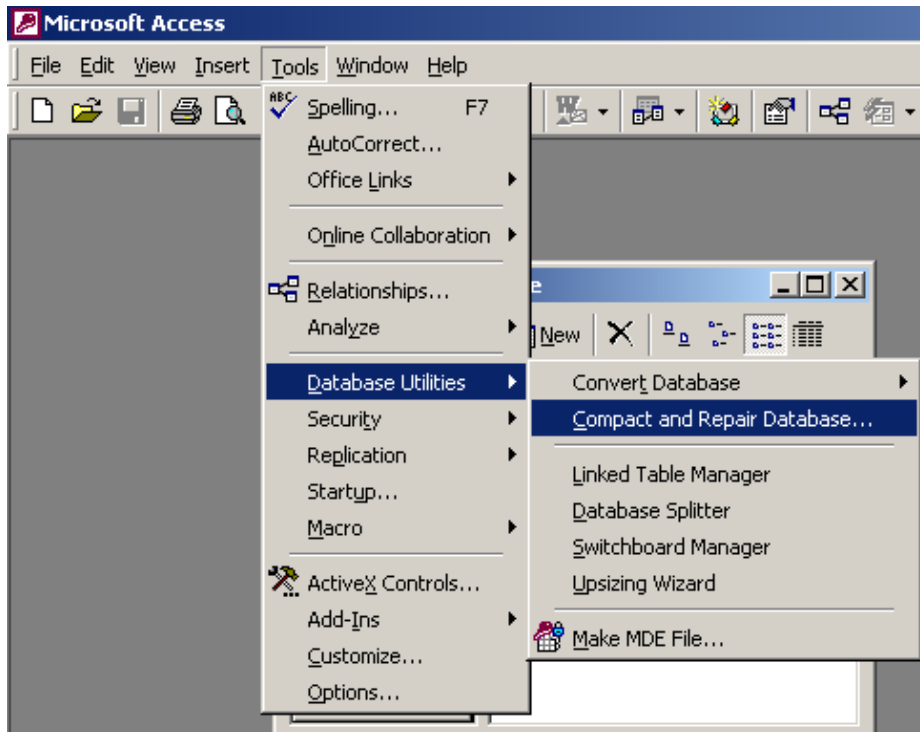 Microsoft Access
File Edit View Insert Tools Window Help
ABC Spelling... F7
AutoCorrect...
Office Links
Online Collaboration
Relationships...
Analyze
New
Database Utilities
Security
Replication
Startup...
Macro
ActiveX Controls...
Add-Ins
Customize...
Options...
Convert Database
Compact and Repair Database...
Linked Table Manager
Database Splitter
Switchboard Manager
Upsizing Wizard
Make MDE File...